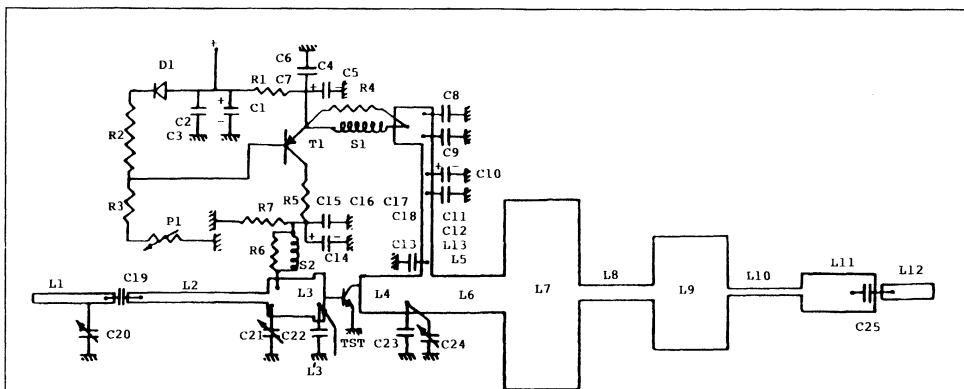 +
C6
C4
D1
C5
R1
C7
+
R4
+
C1
C8
C2
-
C3
R2
T1
S1
C9
+ -
C10
R3
R5
C15
C16
C17
R7
C18
C11
P1
C12
+ -
C14
L13
R6
C13
S2
L5
L1
C19
L2
L3
L4
L6
L7
L8
L9
L10
L11
L12
C20
C21
C22
TST
C23
C24
C25
L'3